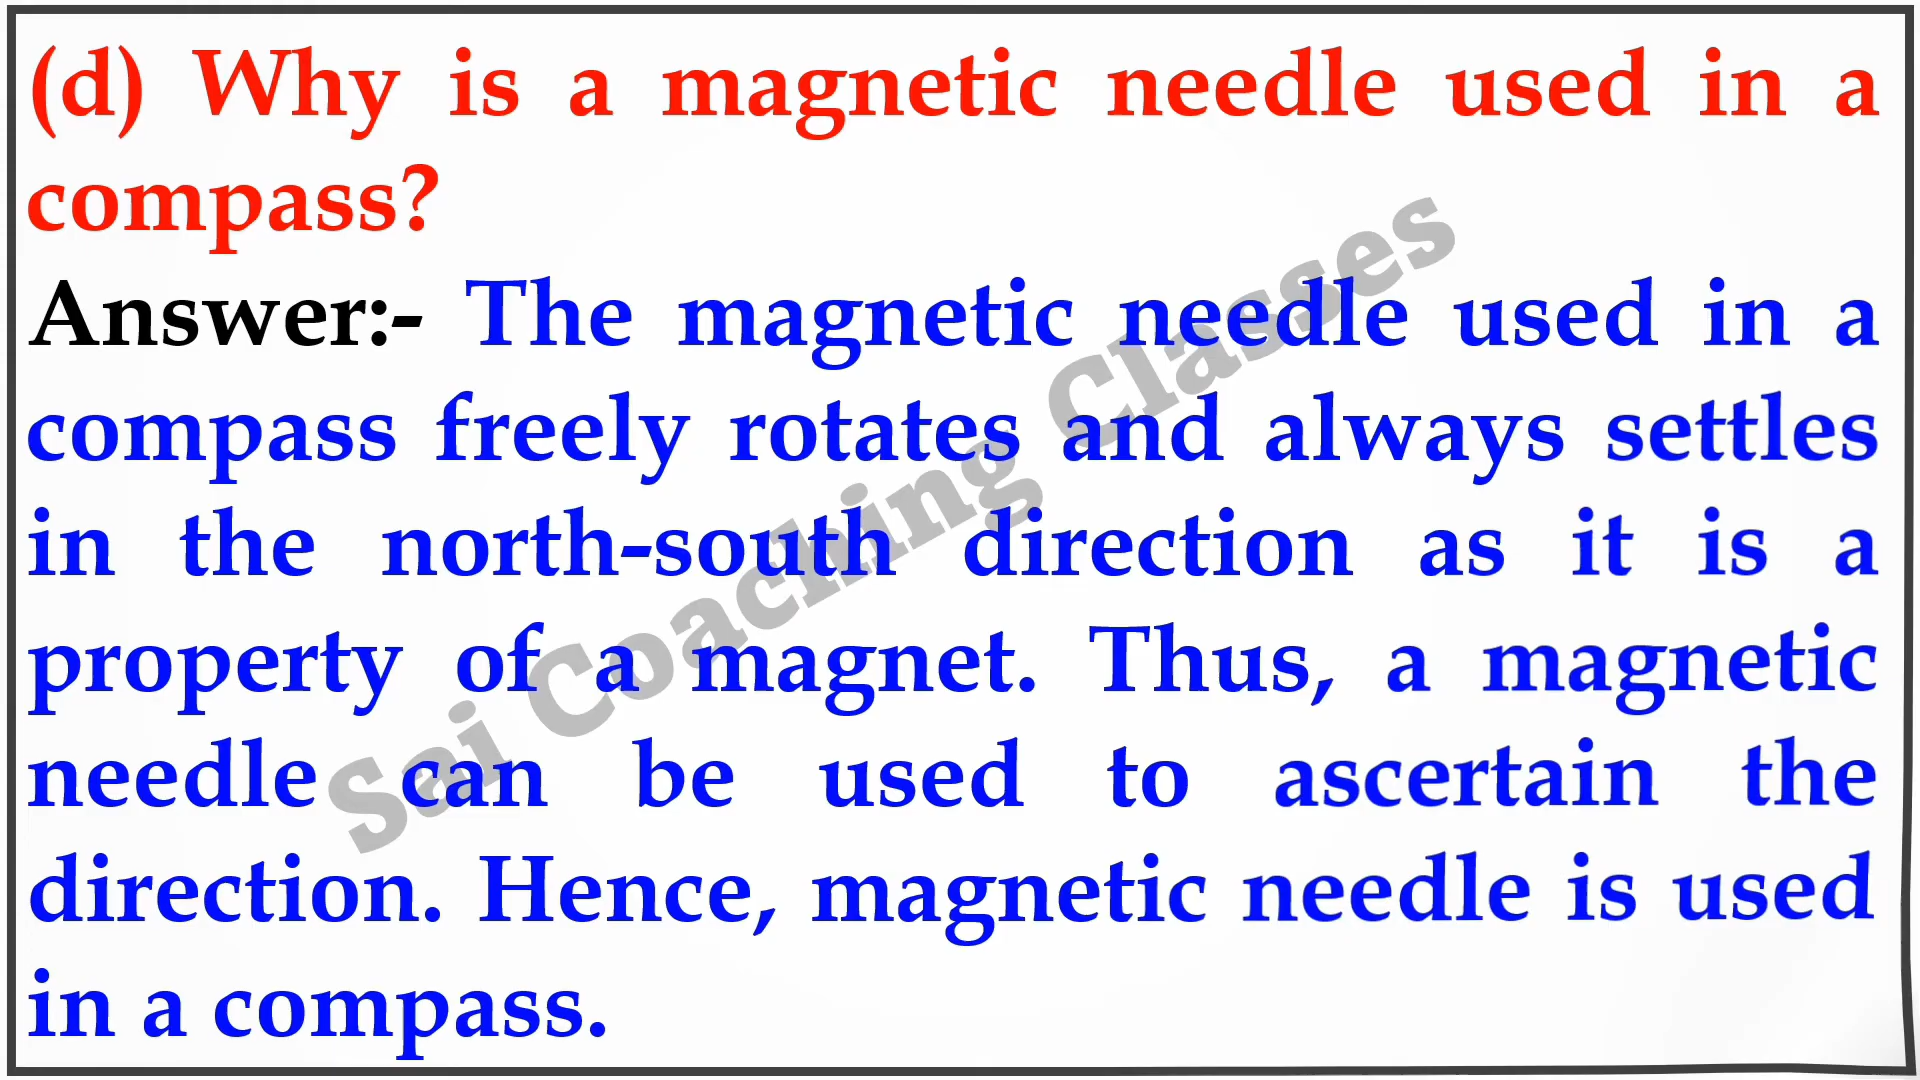 (d) Why is a magnetic needle used in a
compass?
Answer:- The magnetic needle used in a
compass freely rotates and always settles
in the north-south direction as it is a
property of a magnet. Thus, a magnetic
needle can be used to ascertain the
direction. Hence, magnetic needle is used
in a compass.
Sai Coaching Classes